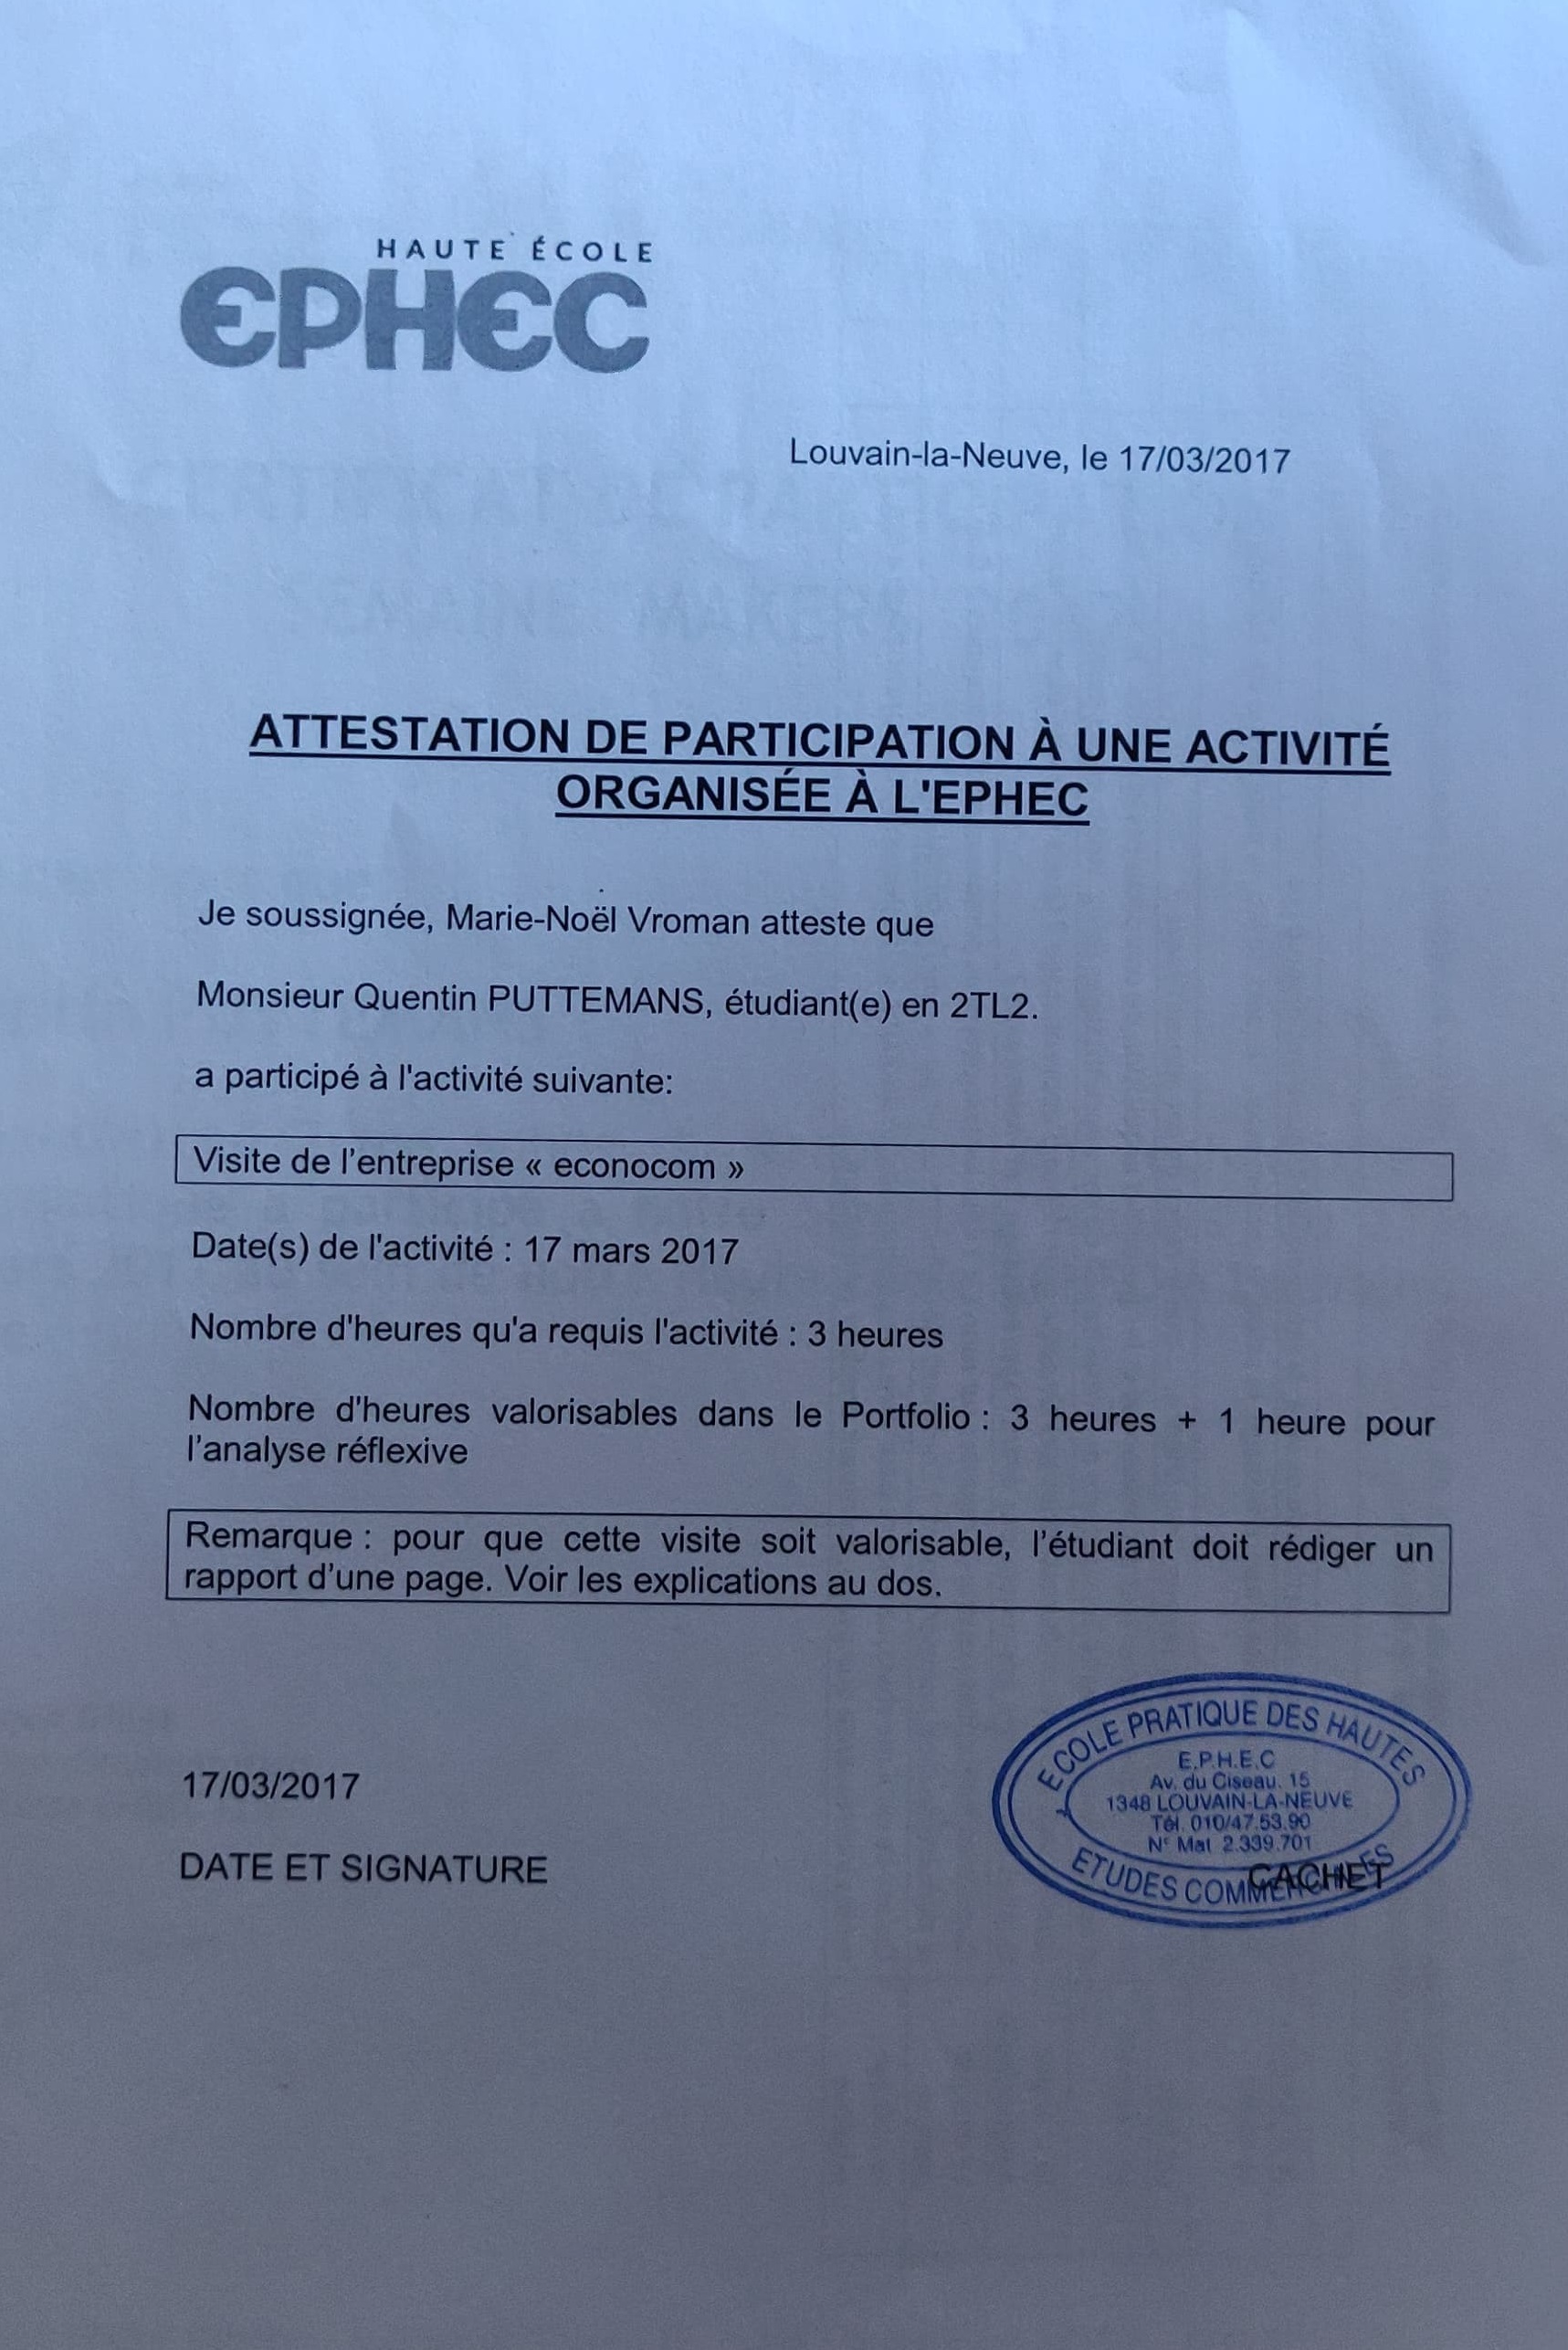 HAUTE ÉCOLE
EPHEC
Louvain-la-Neuve, le 17/03/2017
ATTESTATION DE PARTICIPATION À UNE ACTIVITÉ
ORGANISÉE À L'EPHEC
Je soussignée, Marie-Noël Vroman atteste que
Monsieur Quentin PUTTEMANS, étudiant(e) en 2TL2.
a participé à l'activité suivante:
Visite de l'entreprise « econocom »
Date(s) de l'activité : 17 mars 2017
Nombre d'heures qu'a requis l'activité : 3 heures
Nombre d'heures valorisables dans le Portfolio : 3 heures + 1 heure pour
l'analyse réflexive
Remarque : pour que cette visite soit valorisable, l'étudiant doit rédiger un
rapport d'une page. Voir les explications au dos.
17/03/2017
DATE ET SIGNATURE
ECOLE PRATIQUE DES HAUTES
E.P.H.E.C
Av. du Ciseau. 15
1348 LOUVAIN-LA-NEUVE
Tél. 010/47.53.90
N° Mat 2.339.701
ETUDES COMMERCIALES
CACHET